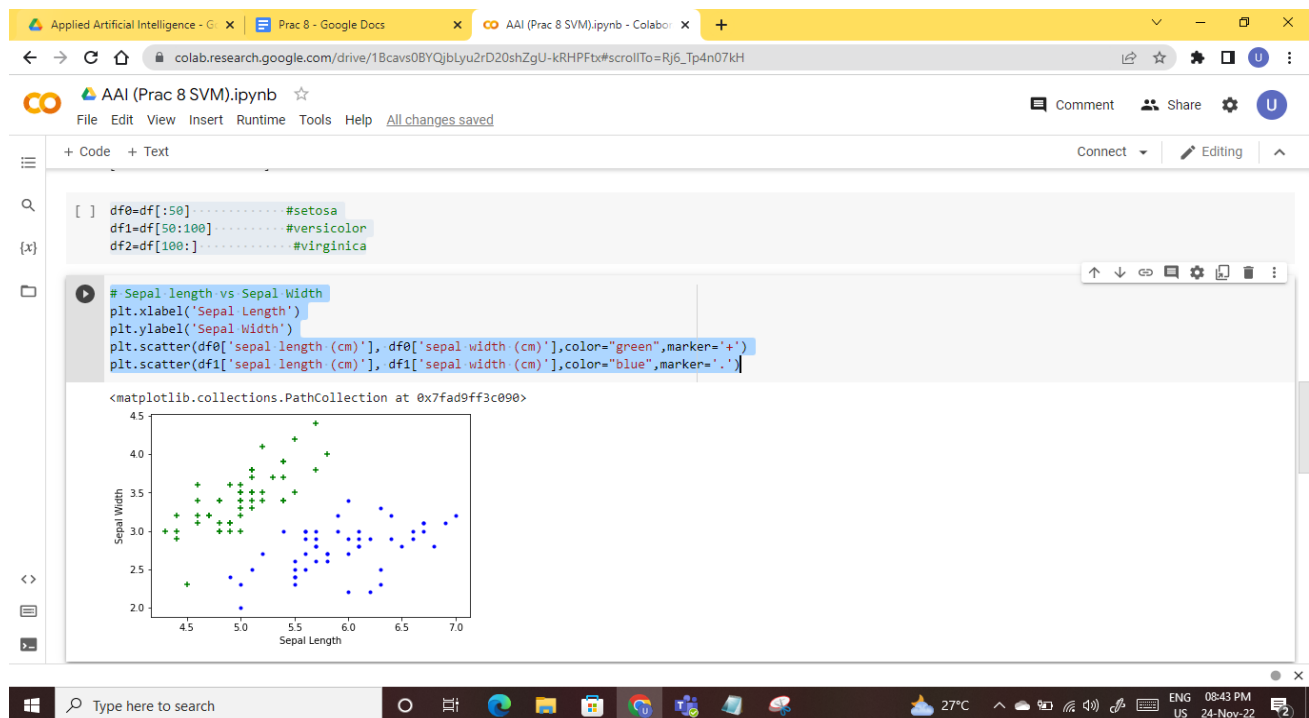 Applied Artificial Intelligence - Go
Prac 8 - Google Docs
AAI (Prac 8 SVM).ipynb - Colabor
colab.research.google.com/drive/1Bcavs0BYQjbLyu2rD20shZgU-kRHPFtx#scrollTo=Rj6_Tp4n07kH
U
AAI (Prac 8 SVM).ipynb
Comment Share U
File Edit View Insert Runtime Tools Help All changes saved
+ Code + Text Connect Editing
[ ] df0=df[:50] #setosa
df1=df[50:100] #versicolor
df2=df[100:] #virginica
{x}
# Sepal length vs Sepal Width
plt.xlabel('Sepal Length')
plt.ylabel('Sepal Width')
plt.scatter(df0['sepal length (cm)'], df0['sepal width (cm)'],color="green",marker='+')
plt.scatter(df1['sepal length (cm)'], df1['sepal width (cm)'],color="blue",marker='.')
<matplotlib.collections.PathCollection at 0x7fad9ff3c090>
4.5
4.0
3.5
3.0
2.5
2.0
Sepal Width
4.5 5.0 5.5 6.0 6.5 7.0
Sepal Length
Type here to search
27°C
ENG
US
08:43 PM
24-Nov-22
2